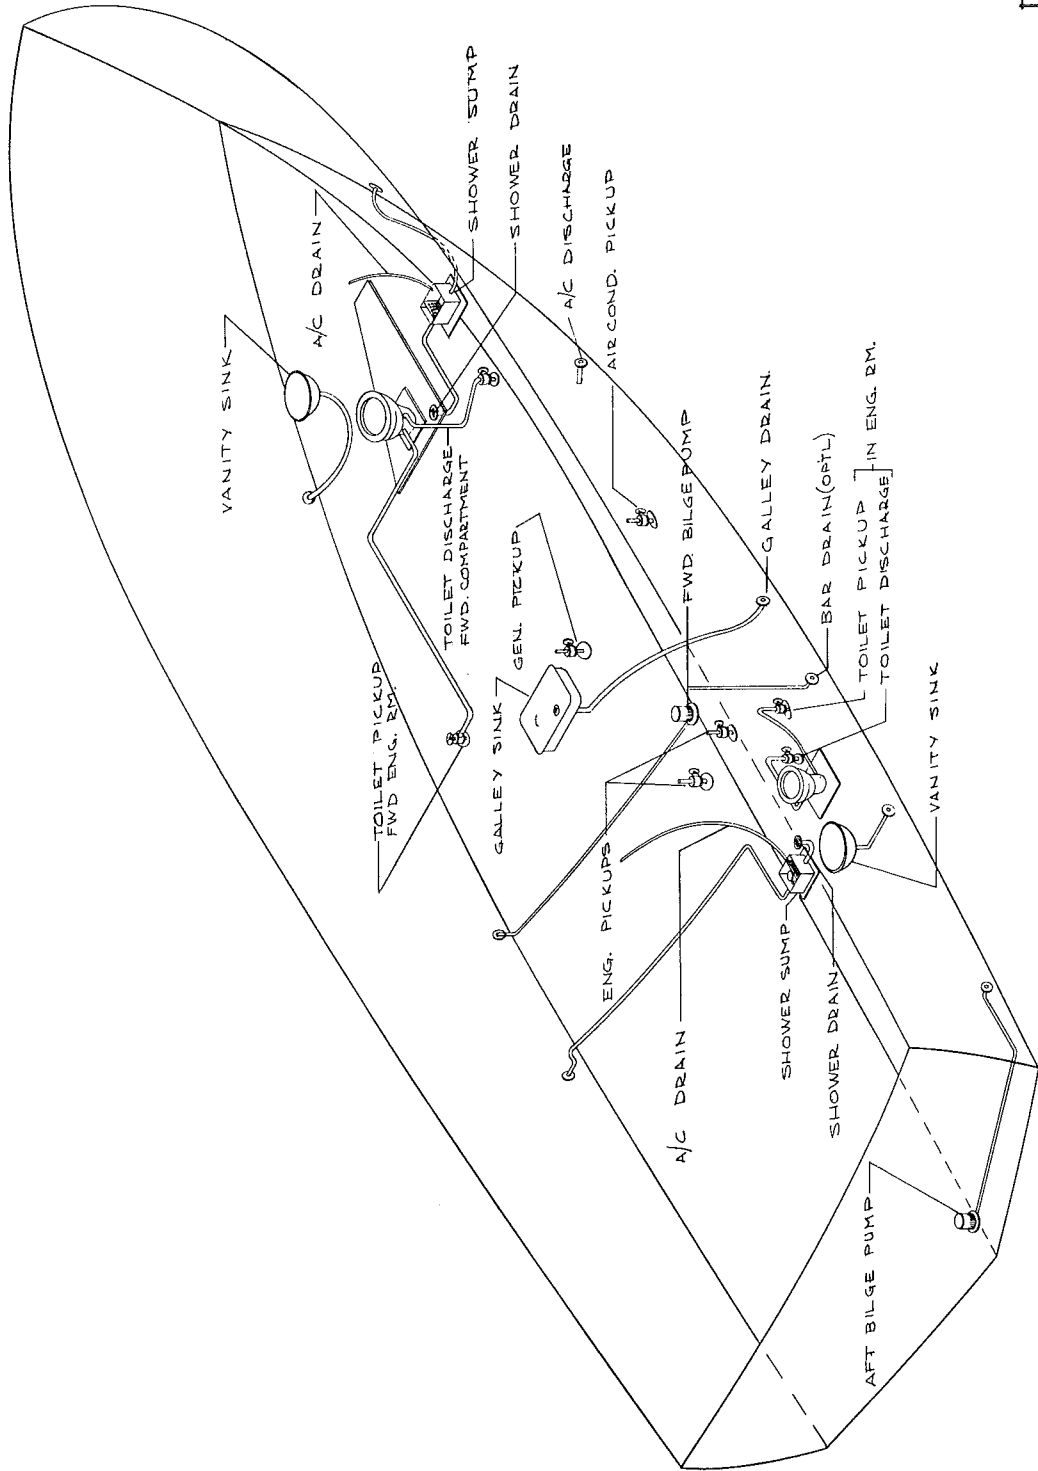 VANITY SINK
A/C DRAIN
SHOWER SUMP
SHOWER DRAIN
A/C DISCHARGE
AIR COND. PICKUP
TOILET DISCHARGE
FWD. COMPARTMENT
GEN. PICKUP
TOILET PICKUP
FWD ENG. RM.
GALLEY SINK
FWD. BILGE PUMP
GALLEY DRAIN.
BAR DRAIN (OPT'L)
TOILET PICKUP
TOILET DISCHARGE
IN ENG. RM.
VANITY SINK
ENG. PICKUPS
A/C DRAIN
SHOWER SUMP
SHOWER DRAIN
AFT BILGE PUMP